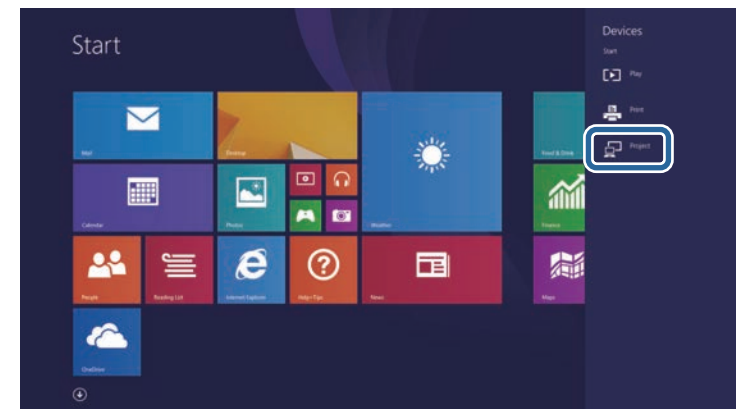 Start
Devices
Start
Play
Print
Project
Mail
Desktop
Food & Drink
Calendar
Photos
Weather
Finance
People
Reading List
Internet Explorer
Help+Tips
News
Maps
OneDrive